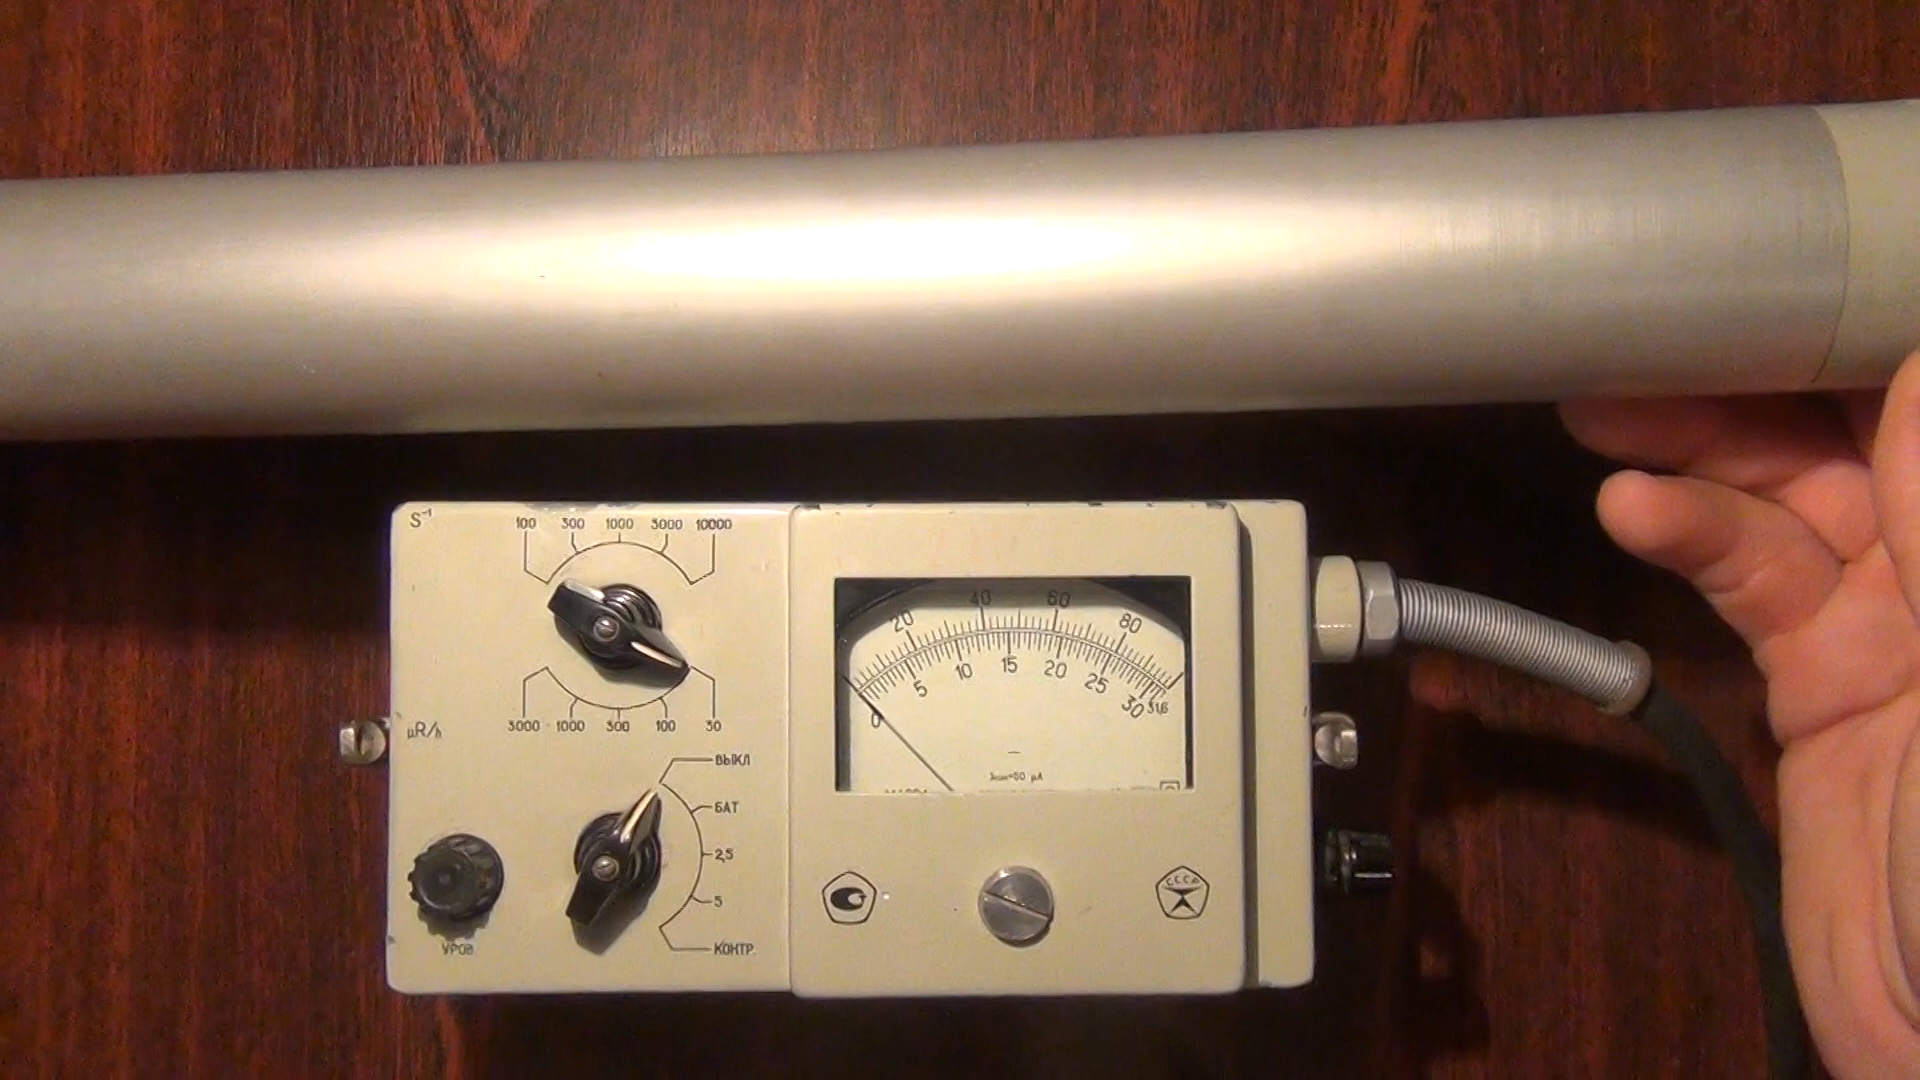 S⁻¹
100 300 1000 3000 10000
3000 1000 300 100 30
µR/h
ВЫКЛ
БАТ
2,5
5
КОНТР.
УРОВ
20 40 60 80
0 5 10 15 20 25 30 31,6
СССР